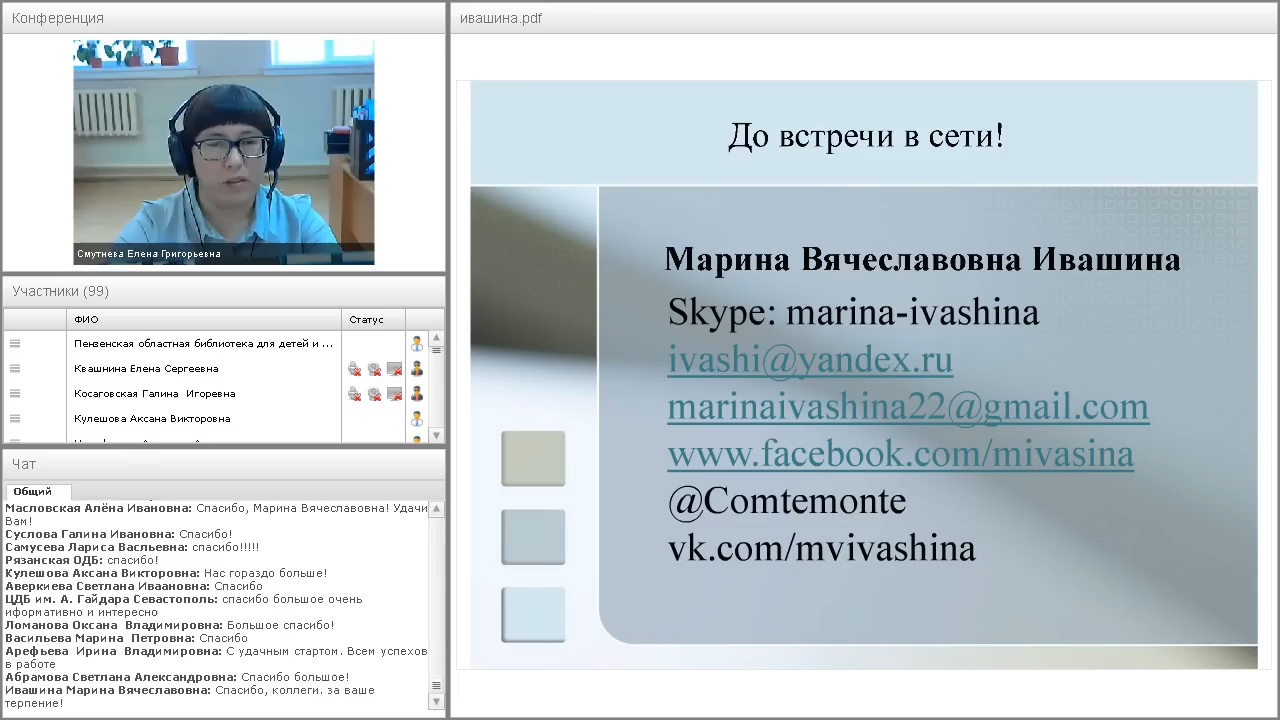 Конференция
Смутнева Елена Григорьевна
Участники (99)
ФИО
Статус
Пензенская областная библиотека для детей и ...
Квашнина Елена Сергеевна
Косаговская Галина Игоревна
Кулешова Аксана Викторовна
Чат
Общий
Масловская Алёна Ивановна: Спасибо, Марина Вячеславовна! Удачи
Вам!
Суслова Галина Ивановна: Спасибо!
Самусева Лариса Васльевна: спасибо!!!!!
Рязанская ОДБ: спасибо!
Кулешова Аксана Викторовна: Нас гораздо больше!
Аверкиева Светлана Иваановна: Спасибо
ЦДБ им. А. Гайдара Севастополь: спасибо большое очень
иформативно и интересно
Ломанова Оксана Владимировна: Большое спасибо!
Васильева Марина Петровна: Спасибо
Арефьева Ирина Владимировна: С удачным стартом. Всем успехов
в работе
Абрамова Светлана Александровна: Спасибо большое!
Ивашина Марина Вячеславовна: Спасибо, коллеги. за ваше
терпение!
ивашина.pdf
До встречи в сети!
Марина Вячеславовна Ивашина
Skype: marina-ivashina
ivashi@yandex.ru
marinaivashina22@gmail.com
www.facebook.com/mivasina
@Comtemonte
vk.com/mvivashina